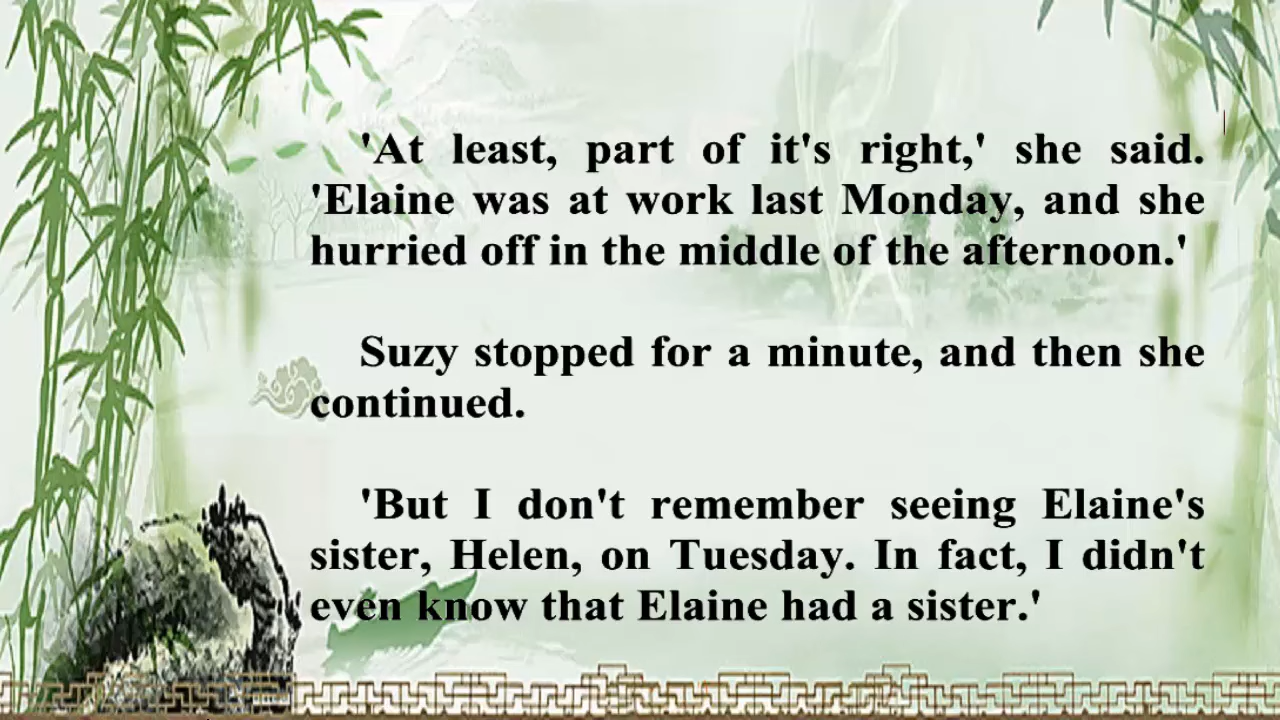 'At least, part of it's right,' she said.
'Elaine was at work last Monday, and she
hurried off in the middle of the afternoon.'
Suzy stopped for a minute, and then she
continued.
'But I don't remember seeing Elaine's
sister, Helen, on Tuesday. In fact, I didn't
even know that Elaine had a sister.'